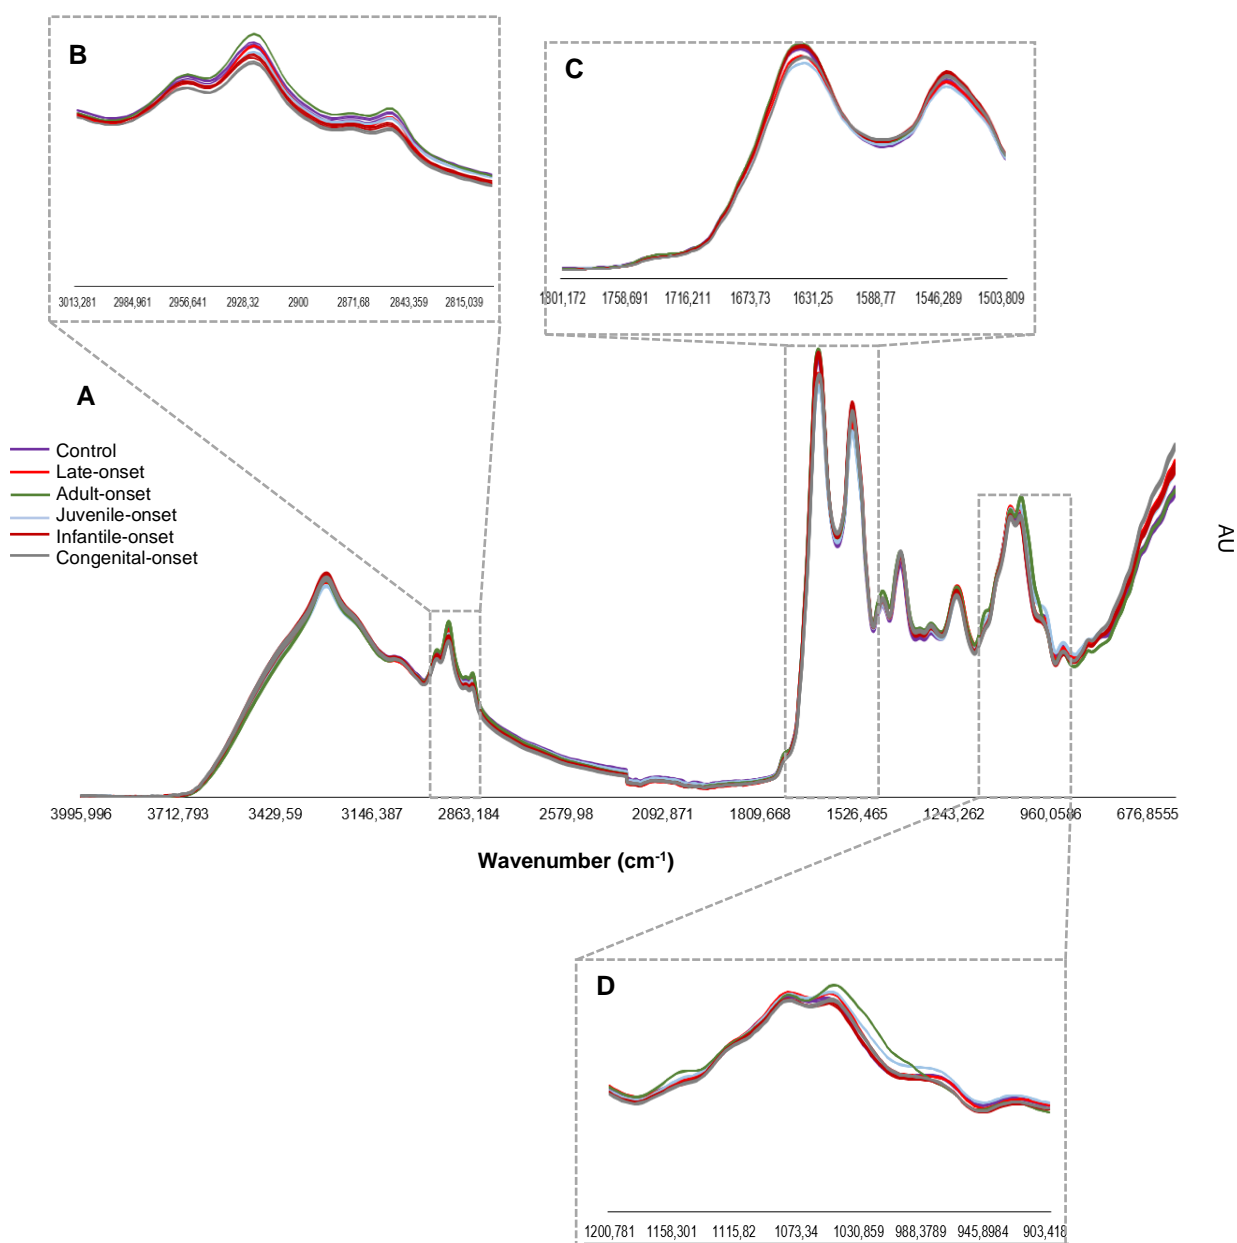 B
3013,281 2984,961 2956,641 2928,32 2900 2871,68 2843,359 2815,039
C
1801,172 1758,691 1716,211 1673,73 1631,25 1588,77 1546,289 1503,809
A
Control
Late-onset
Adult-onset
Juvenile-onset
Infantile-onset
Congenital-onset
AU
3995,996 3712,793 3429,59 3146,387 2863,184 2579,98 2092,871 1809,668 1526,465 1243,262 960,0586 676,8555
Wavenumber (cm⁻¹)
D
1200,781 1158,301 1115,82 1073,34 1030,859 988,3789 945,8984 903,418